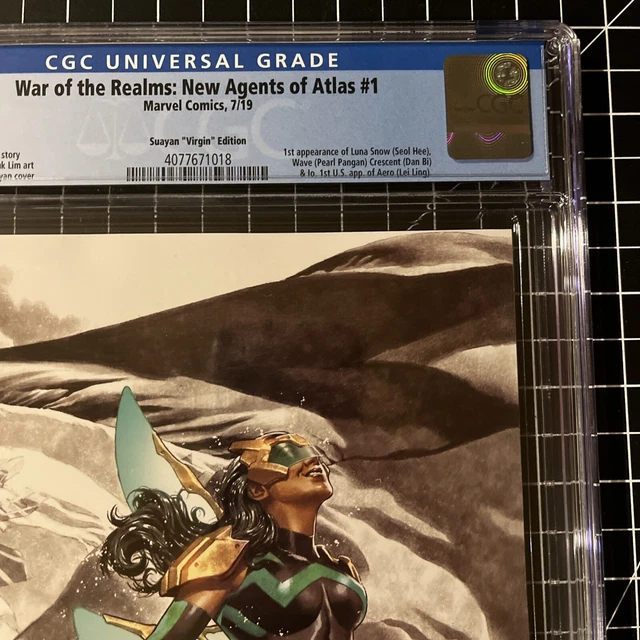 CGC UNIVERSAL GRADE
War of the Realms: New Agents of Atlas #1
Marvel Comics, 7/19
Suayan "Virgin" Edition
4077671018
story
k Lim art
yan cover
1st appearance of Luna Snow (Seol Hee),
Wave (Pearl Pangan) Crescent (Dan Bi)
& Io. 1st U.S. app. of Aero (Lei Ling)
CGC
CGC